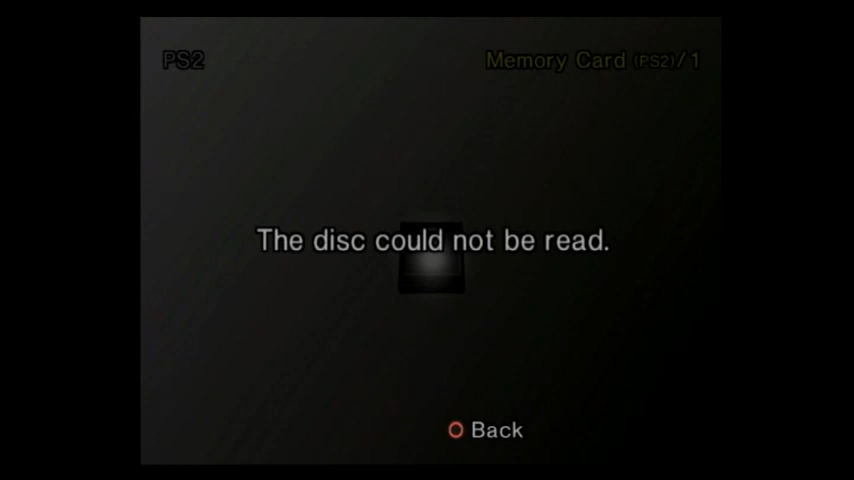 PS2
Memory Card (PS2)/1
The disc could not be read.
Back